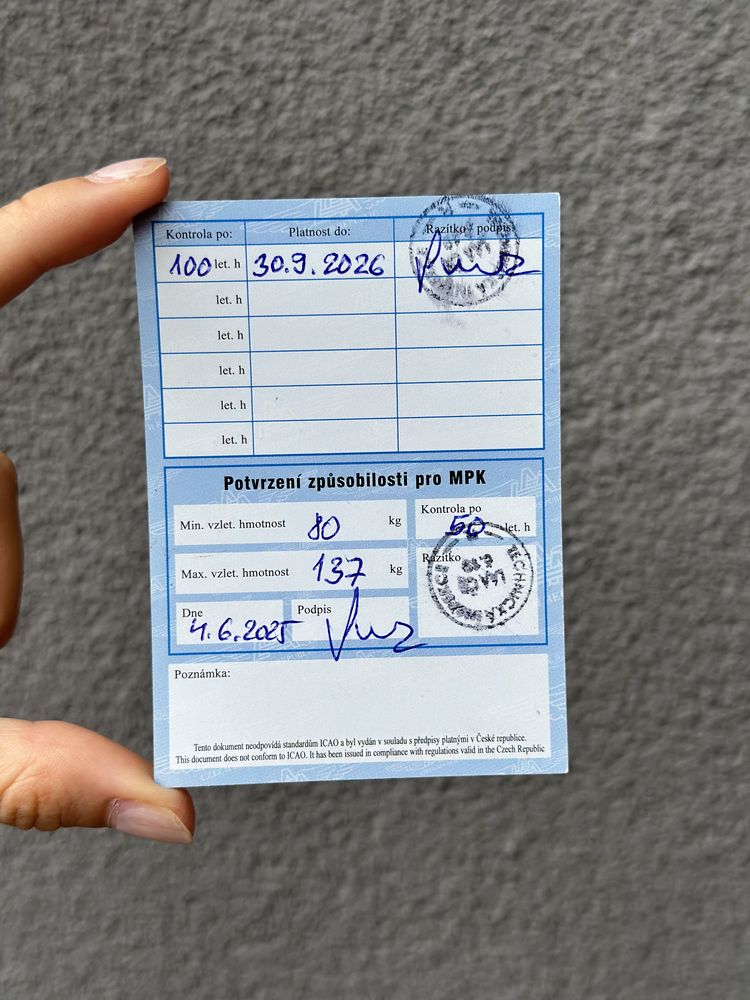 Kontrola po: Platnost do: Razítko / podpis
100 let. h 30.9.2026
let. h
let. h
let. h
let. h
let. h
Potvrzení způsobilosti pro MPK
Min. vzlet. hmotnost 80 kg
Kontrola po
50 let. h
Max. vzlet. hmotnost 137 kg
Razítko
TECHNICKÁ
LAA ČR
Dne
4.6.2025
Podpis
Poznámka:
Tento dokument neodpovídá standardům ICAO a byl vydán v souladu s předpisy platnými v České republice.
This document does not conform to ICAO. It has been issued in compliance with regulations valid in the Czech Republic